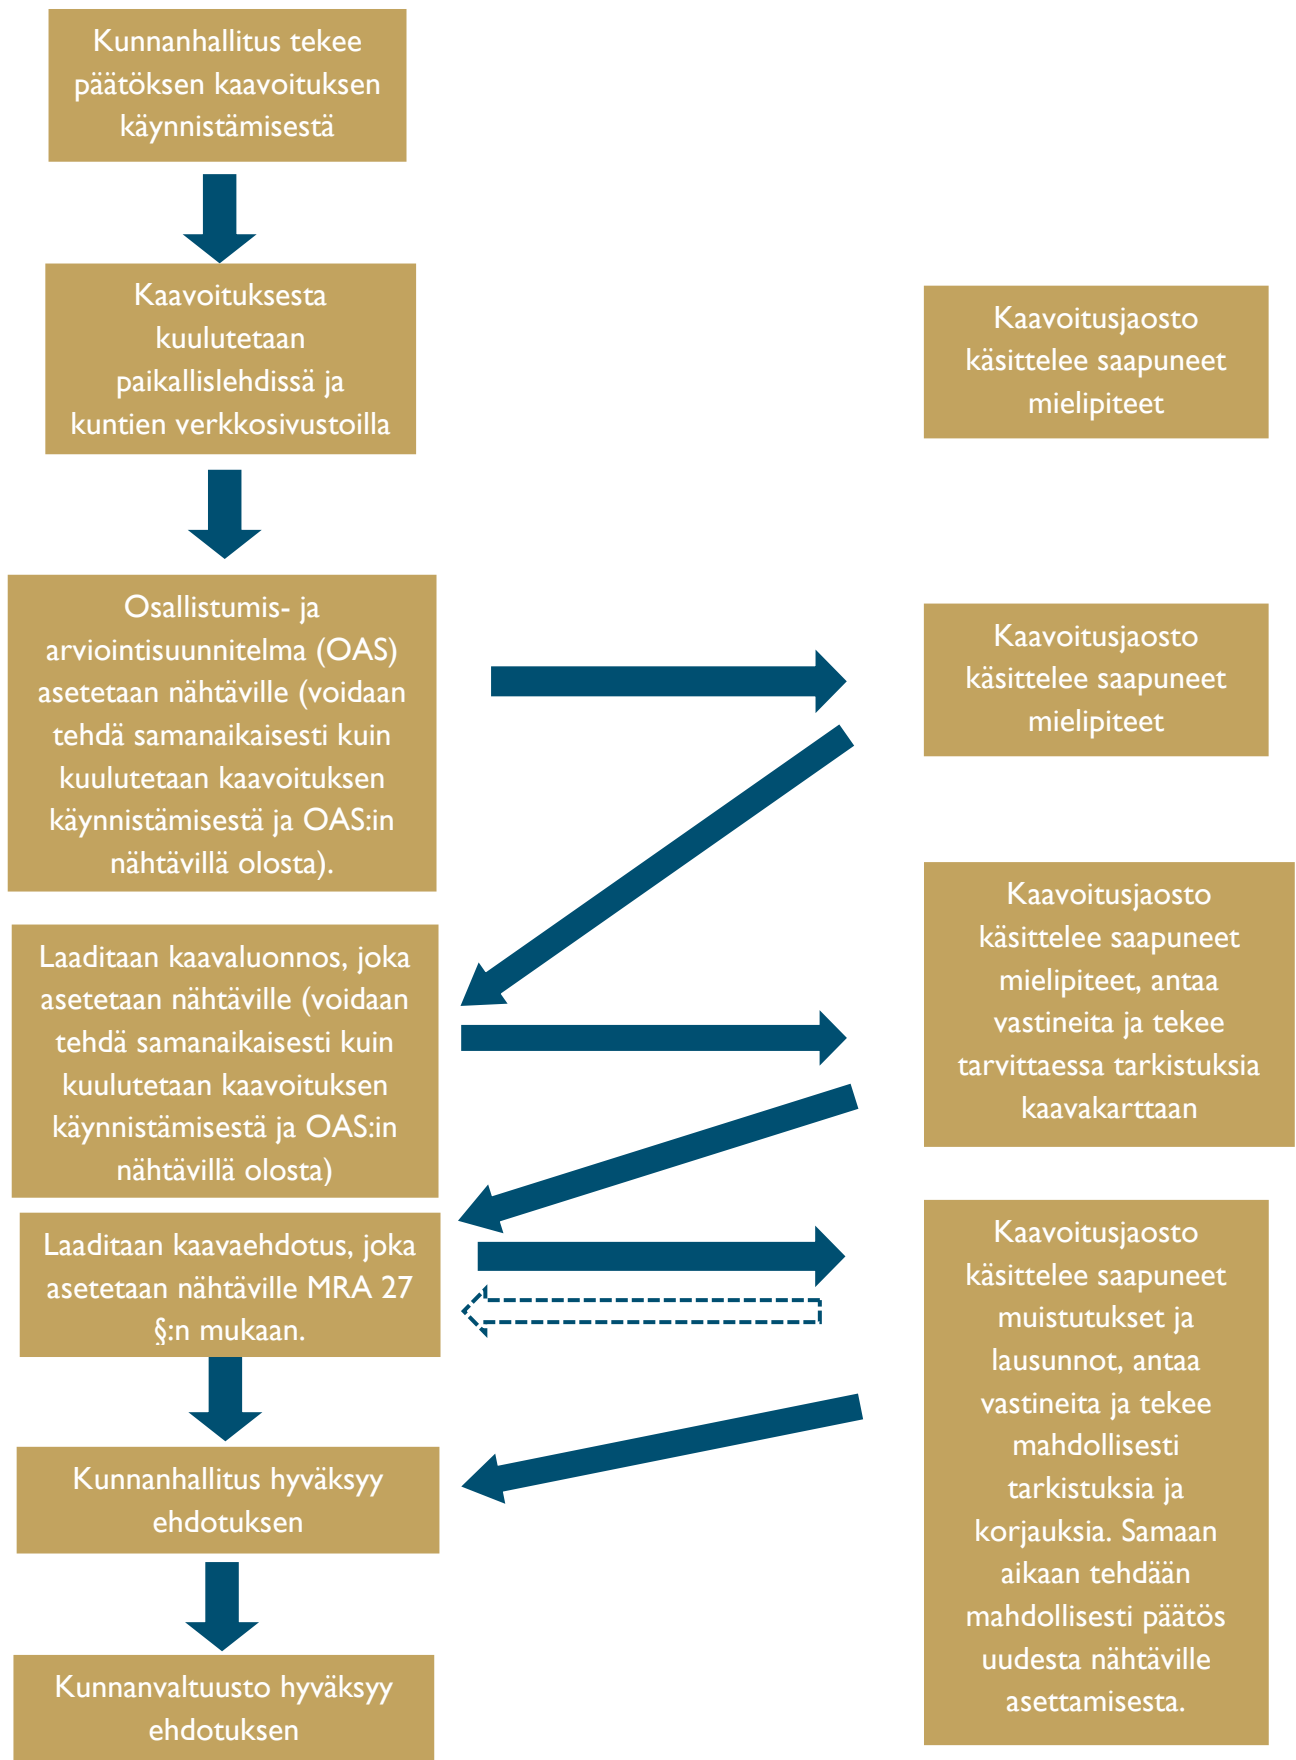 Kunnanhallitus tekee
päätöksen kaavoituksen
käynnistämisestä
Kaavoituksesta
kuulutetaan
paikallislehdissä ja
kuntien verkkosivustoilla
Kaavoitusjaosto
käsittelee saapuneet
mielipiteet
Osallistumis- ja
arviointisuunnitelma (OAS)
asetetaan nähtäville (voidaan
tehdä samanaikaisesti kuin
kuulutetaan kaavoituksen
käynnistämisestä ja OAS:in
nähtävillä olosta).
Kaavoitusjaosto
käsittelee saapuneet
mielipiteet
Laaditaan kaavaluonnos, joka
asetetaan nähtäville (voidaan
tehdä samanaikaisesti kuin
kuulutetaan kaavoituksen
käynnistämisestä ja OAS:in
nähtävillä olosta)
Kaavoitusjaosto
käsittelee saapuneet
mielipiteet, antaa
vastineita ja tekee
tarvittaessa tarkistuksia
kaavakarttaan
Laaditaan kaavaehdotus, joka
asetetaan nähtäville MRA 27
§:n mukaan.
Kaavoitusjaosto
käsittelee saapuneet
muistutukset ja
lausunnot, antaa
vastineita ja tekee
mahdollisesti
tarkistuksia ja
korjauksia. Samaan
aikaan tehdään
mahdollisesti päätös
uudesta nähtäville
asettamisesta.
Kunnanhallitus hyväksyy
ehdotuksen
Kunnanvaltuusto hyväksyy
ehdotuksen